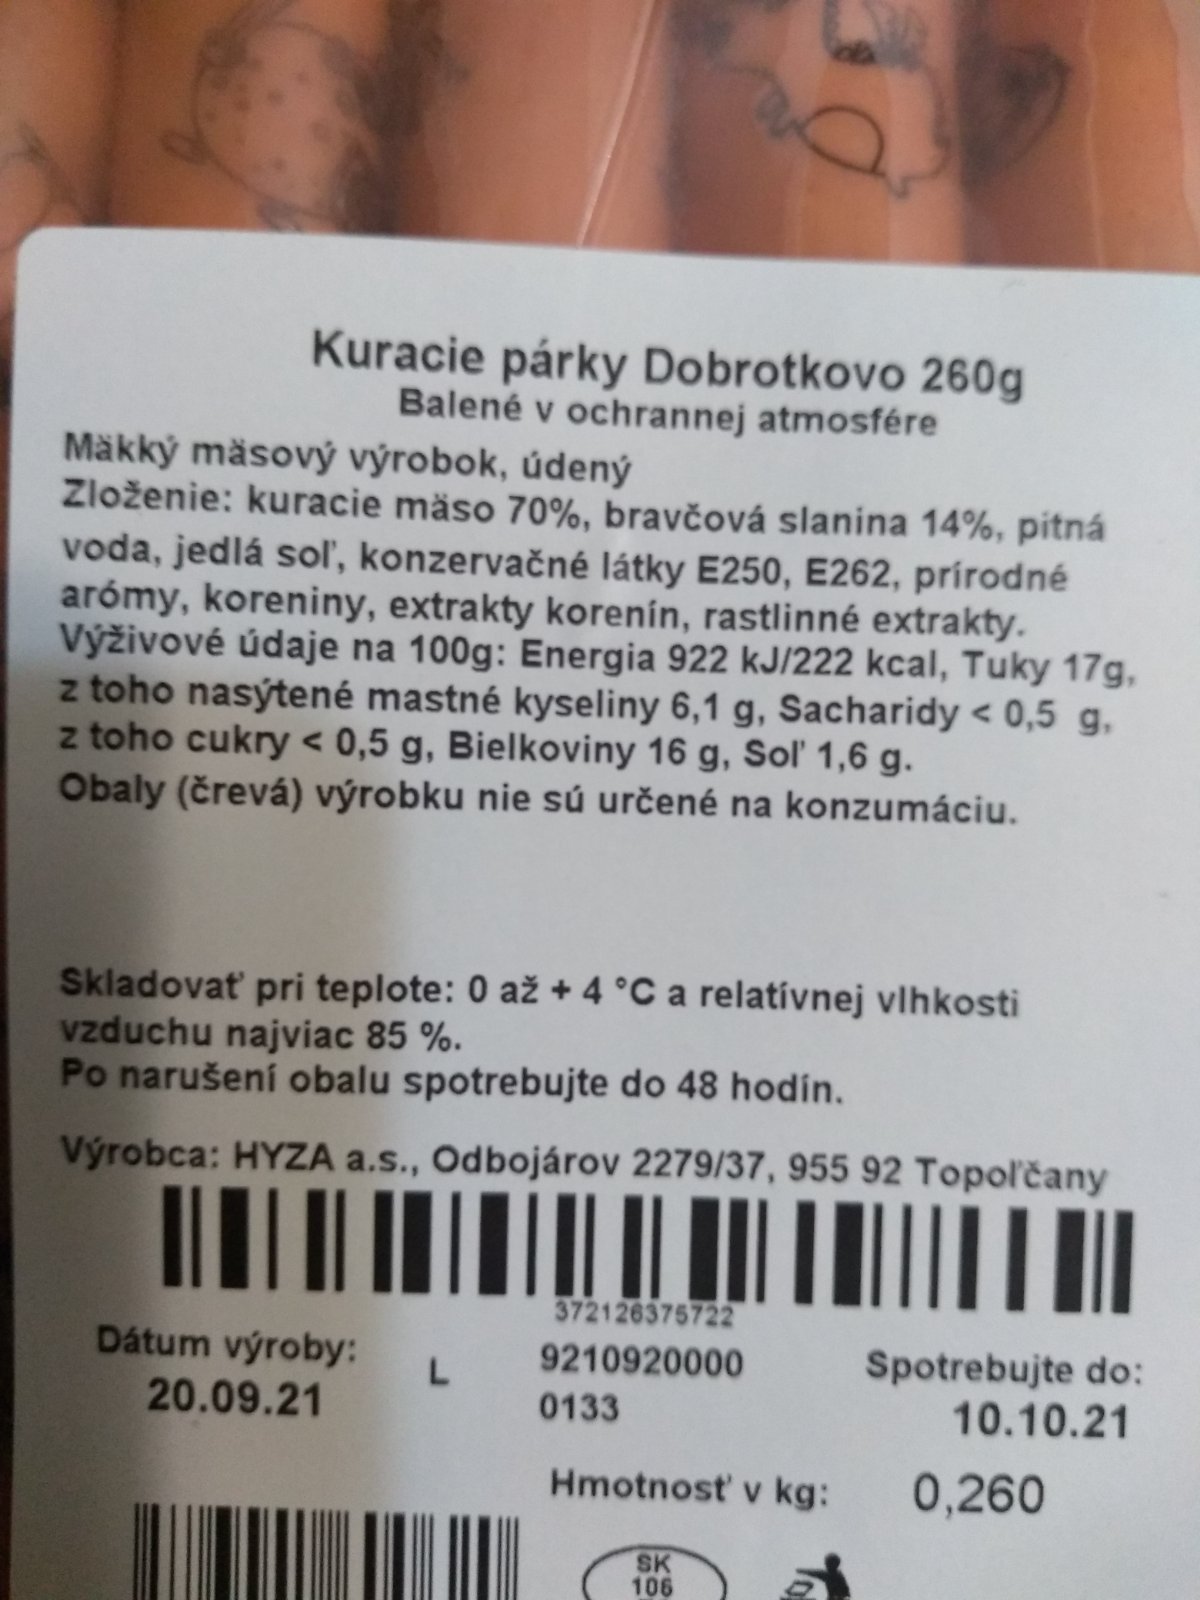 Kuracie párky Dobrotkovo 260g
Balené v ochrannej atmosfére
Mäkký mäsový výrobok, údený
Zloženie: kuracie mäso 70%, bravčová slanina 14%, pitná
voda, jedlá soľ, konzervačné látky E250, E262, prírodné
arómy, koreniny, extrakty korenín, rastlinné extrakty.
Výživové údaje na 100g: Energia 922 kJ/222 kcal, Tuky 17g,
z toho nasýtené mastné kyseliny 6,1 g, Sacharidy < 0,5 g,
z toho cukry < 0,5 g, Bielkoviny 16 g, Soľ 1,6 g.
Obaly (črevá) výrobku nie sú určené na konzumáciu.
Skladovať pri teplote: 0 až + 4 °C a relatívnej vlhkosti
vzduchu najviac 85 %.
Po narušení obalu spotrebujte do 48 hodín.
Výrobca: HYZA a.s., Odbojárov 2279/37, 955 92 Topoľčany
372126375722
Dátum výroby:
20.09.21
L
9210920000
0133
Spotrebujte do:
10.10.21
Hmotnosť v kg: 0,260
SK
106